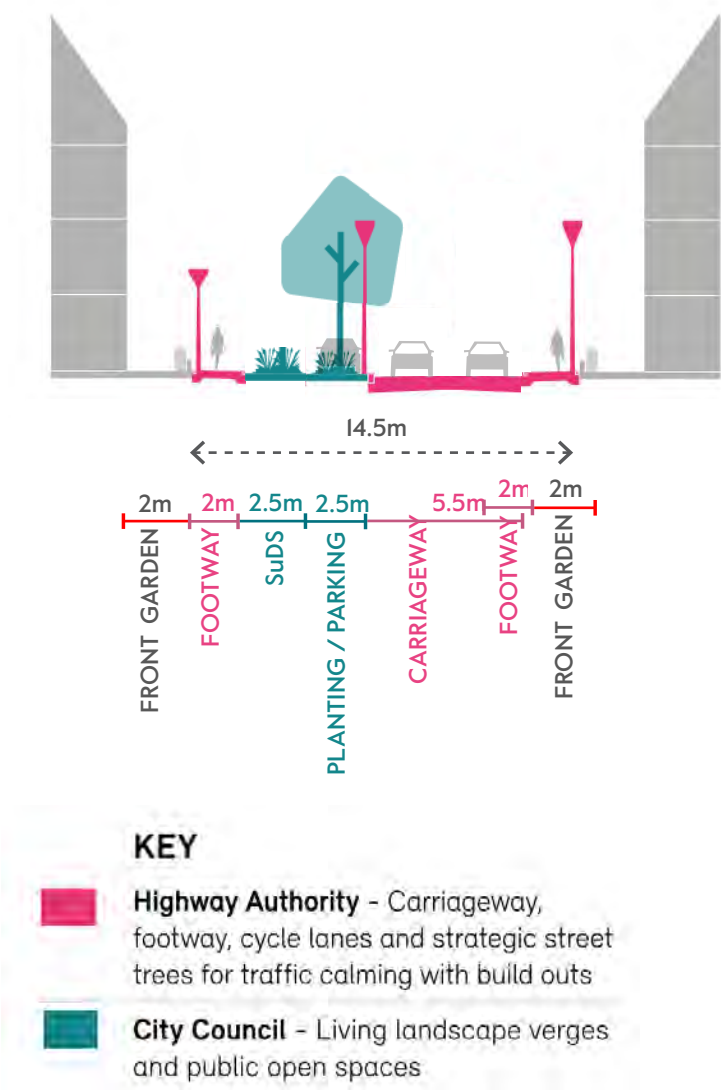 14.5m
2m
2m
2.5m
2.5m
5.5m
2m
2m
FRONT GARDEN
FOOTWAY
SuDS
PLANTING / PARKING
CARRIAGEWAY
FOOTWAY
FRONT GARDEN
KEY
Highway Authority - Carriageway,
footway, cycle lanes and strategic street
trees for traffic calming with build outs
City Council - Living landscape verges
and public open spaces